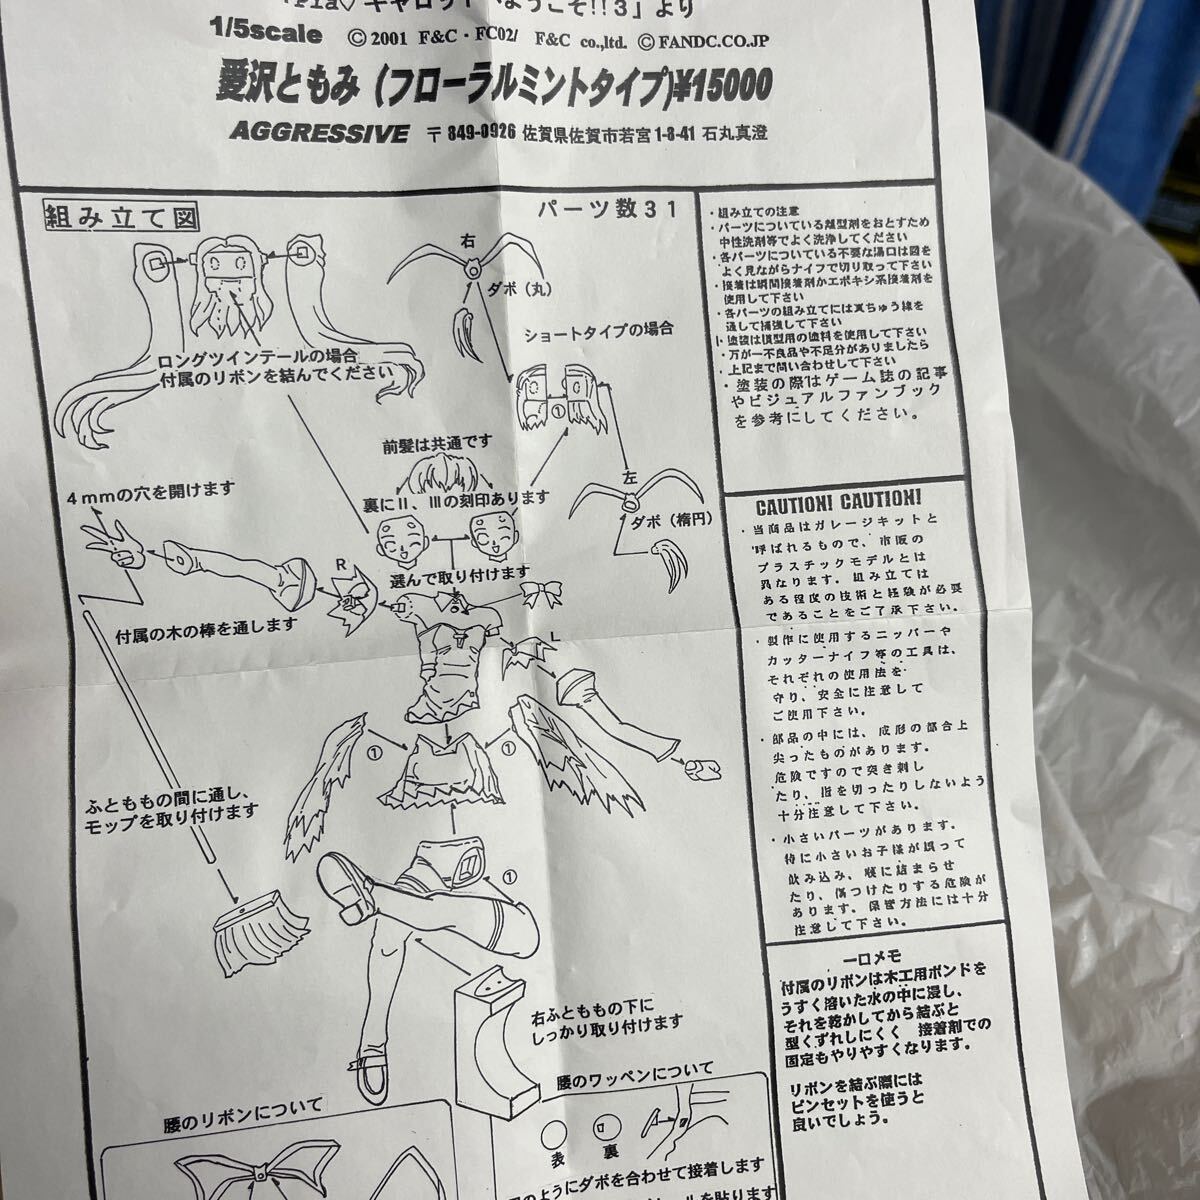 「Pia♡キャロットへようこそ!!3」より
1/5scale ©2001 F&C・FC02/ F&C co.,ltd. ©FANDC.CO.JP
愛沢ともみ (フローラルミントタイプ)¥15000
AGGRESSIVE 〒849-0926 佐賀県佐賀市若宮1-8-41 石丸真澄
組み立て図
パーツ数31
右
ダボ(丸)
ショートタイプの場合
ロングツインテールの場合
付属のリボンを結んでください
①
前髪は共通です
裏にⅡ、Ⅲの刻印あります
左
ダボ(楕円)
4mmの穴を開けます
R
選んで取り付けます
付属の木の棒を通します
L
①
①
ふとももの間に通し、
モップを取り付けます
①
右ふとももの下に
しっかり取り付けます
腰のリボンについて
腰のワッペンについて
表
裏
のようにダボを合わせて接着します
ールを貼ります
・組み立ての注意
・パーツについている離型剤をおとすため
中性洗剤等でよく洗浄してください
・各パーツについている不要な湯口は図を
よく見ながらナイフで切り取って下さい
・接着は瞬間接着剤かエポキシ系接着剤を
使用して下さい
・各パーツの組み立てには真ちゅう線を
通して補強して下さい
・塗装は模型用の塗料を使用して下さい
・万が一不良品や不足分がありましたら
上記まで問い合わせして下さい
・塗装の際はゲーム誌の記事
やビジュアルファンブック
を参考にしてください。
CAUTION! CAUTION!
・当商品はガレージキットと
呼ばれるもので、市販の
プラスチックモデルとは
異なります。組み立ては
ある程度の技術と経験が必要
であることをご了承下さい。
・製作に使用するニッパーや
カッターナイフ等の工具は、
それぞれの使用法を
守り、安全に注意して
ご使用下さい。
・部品の中には、成形の都合上
尖ったものがあります。
危険ですので突き刺し
たり、指を切ったりしないよう
十分注意して下さい。
・小さいパーツがあります。
特に小さいお子様が誤って
飲み込み、喉に詰まらせ
たり、傷つけたりする危険が
あります。保管方法には十分
注意して下さい。
一口メモ
付属のリボンは木工用ボンドを
うすく溶いた水の中に浸し、
それを乾かしてから結ぶと
型くずれしにくく 接着剤での
固定もやりやすくなります。
リボンを結ぶ際には
ピンセットを使うと
良いでしょう。